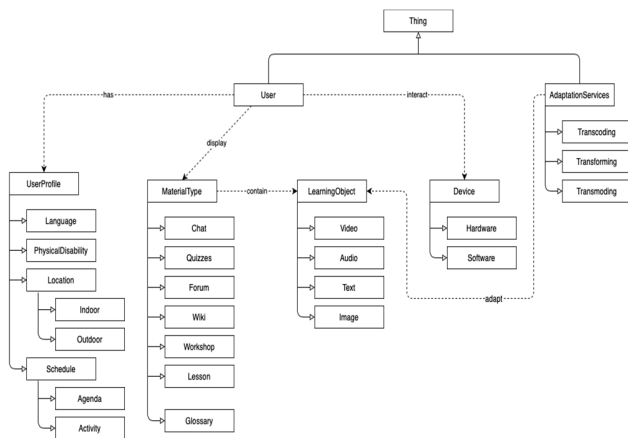 Thing
User
AdaptationServices
has
interact
display
Transcoding
Transforming
Transmoding
UserProfile
MaterialType
contain
LearningObject
Device
Language
Chat
Video
Hardware
PhysicalDisability
Quizzes
Audio
Software
Location
Forum
Text
Indoor
Wiki
Image
adapt
Outdoor
Workshop
Schedule
Lesson
Agenda
Glossary
Activity